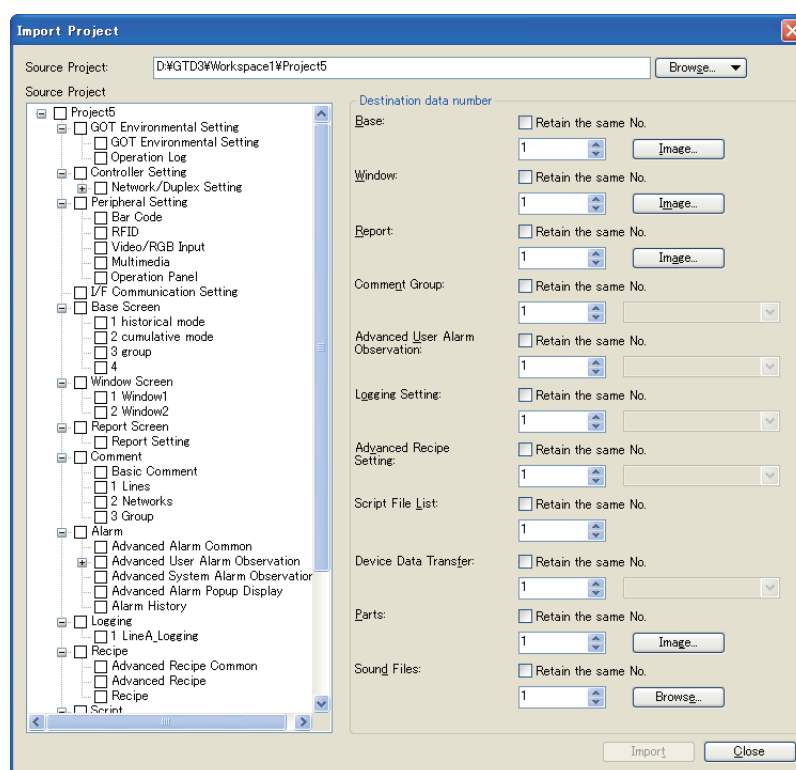 Import Project
Source Project:
D:¥GTD3¥Workspace1¥Project5
Browse...
Source Project
Project5
GOT Environmental Setting
GOT Environmental Setting
Operation Log
Controller Setting
Network/Duplex Setting
Peripheral Setting
Bar Code
RFID
Video/RGB Input
Multimedia
Operation Panel
I/F Communication Setting
Base Screen
1 historical mode
2 cumulative mode
3 group
4
Window Screen
1 Window1
2 Window2
Report Screen
Report Setting
Comment
Basic Comment
1 Lines
2 Networks
3 Group
Alarm
Advanced Alarm Common
Advanced User Alarm Observation
Advanced System Alarm Observation
Advanced Alarm Popup Display
Alarm History
Logging
1 LineA_Logging
Recipe
Advanced Recipe Common
Advanced Recipe
Recipe
Script
Destination data number
Base:
Retain the same No.
1
Image...
Window:
Retain the same No.
1
Image...
Report:
Retain the same No.
1
Image...
Comment Group:
Retain the same No.
1
Advanced User Alarm
Observation:
Retain the same No.
1
Logging Setting:
Retain the same No.
1
Advanced Recipe
Setting:
Retain the same No.
1
Script File List:
Retain the same No.
1
Device Data Transfer:
Retain the same No.
1
Parts:
Retain the same No.
1
Image...
Sound Files:
Retain the same No.
1
Browse...
Import
Close